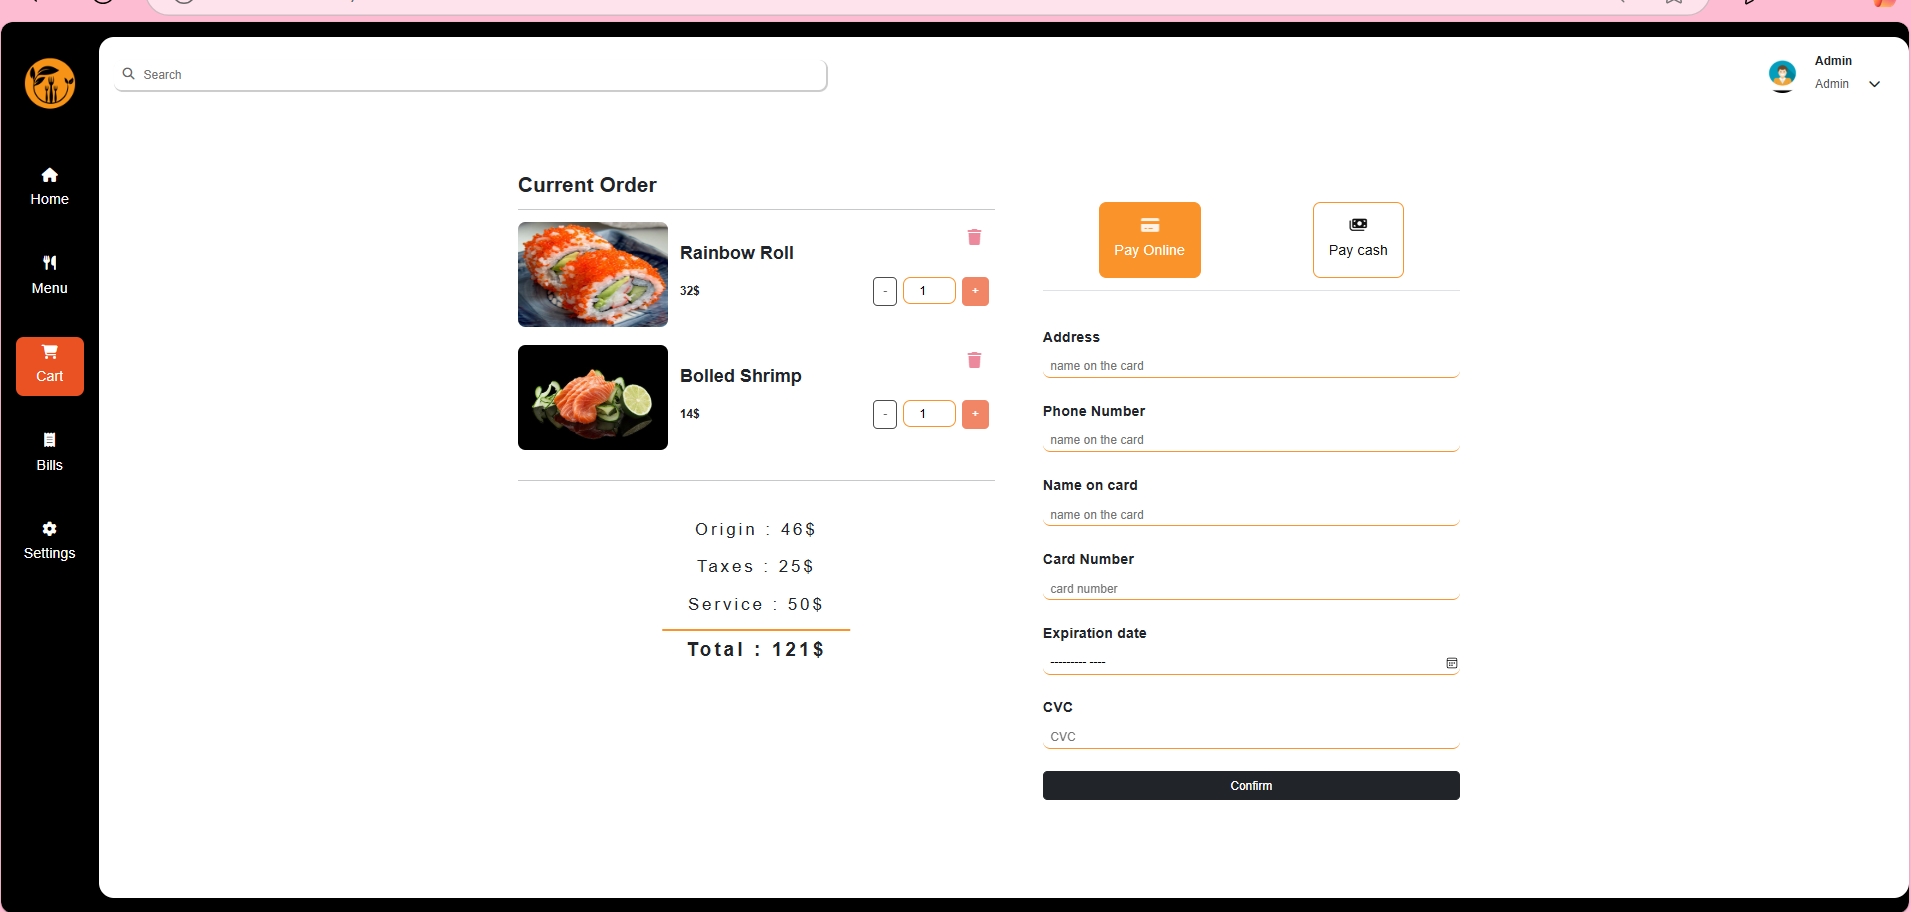 Search
Admin
Admin
Home
Menu
Cart
Bills
Settings
Current Order
Rainbow Roll
32$
- 1 +
Bolled Shrimp
14$
- 1 +
Origin : 46$
Taxes : 25$
Service : 50$
Total : 121$
Pay Online
Pay cash
Address
name on the card
Phone Number
name on the card
Name on card
name on the card
Card Number
card number
Expiration date
--------- ----
CVC
CVC
Confirm